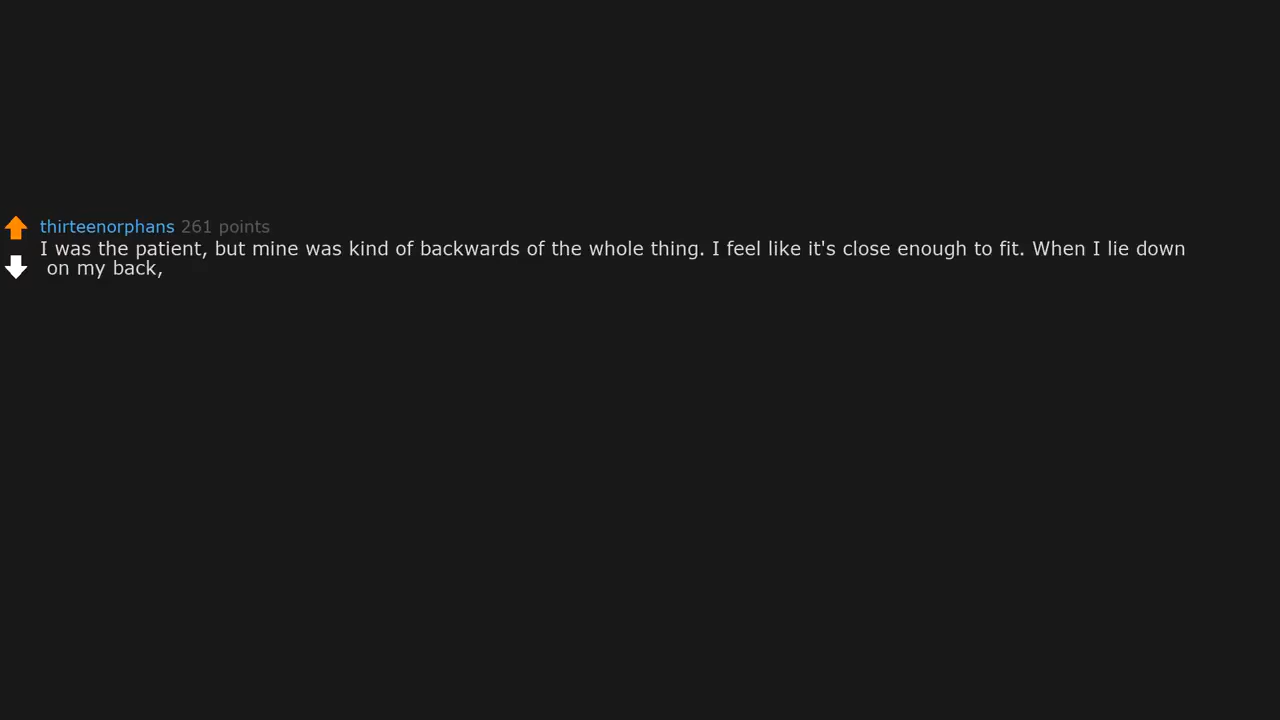 thirteenorphans 261 points
I was the patient, but mine was kind of backwards of the whole thing. I feel like it's close enough to fit. When I lie down
on my back,